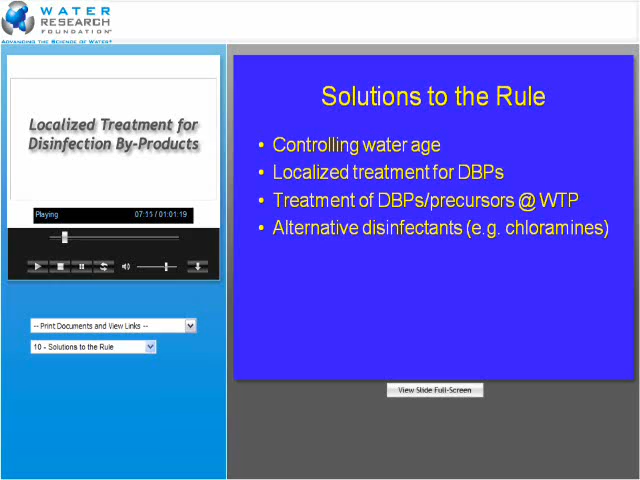 WATER
RESEARCH
FOUNDATION
ADVANCING THE SCIENCE OF WATER®
Localized Treatment for
Disinfection By-Products
Playing 07:11 / 01:01:19
-- Print Documents and View Links --
10 - Solutions to the Rule
Solutions to the Rule
• Controlling water age
• Localized treatment for DBPs
• Treatment of DBPs/precursors @ WTP
• Alternative disinfectants (e.g. chloramines)
View Slide Full-Screen